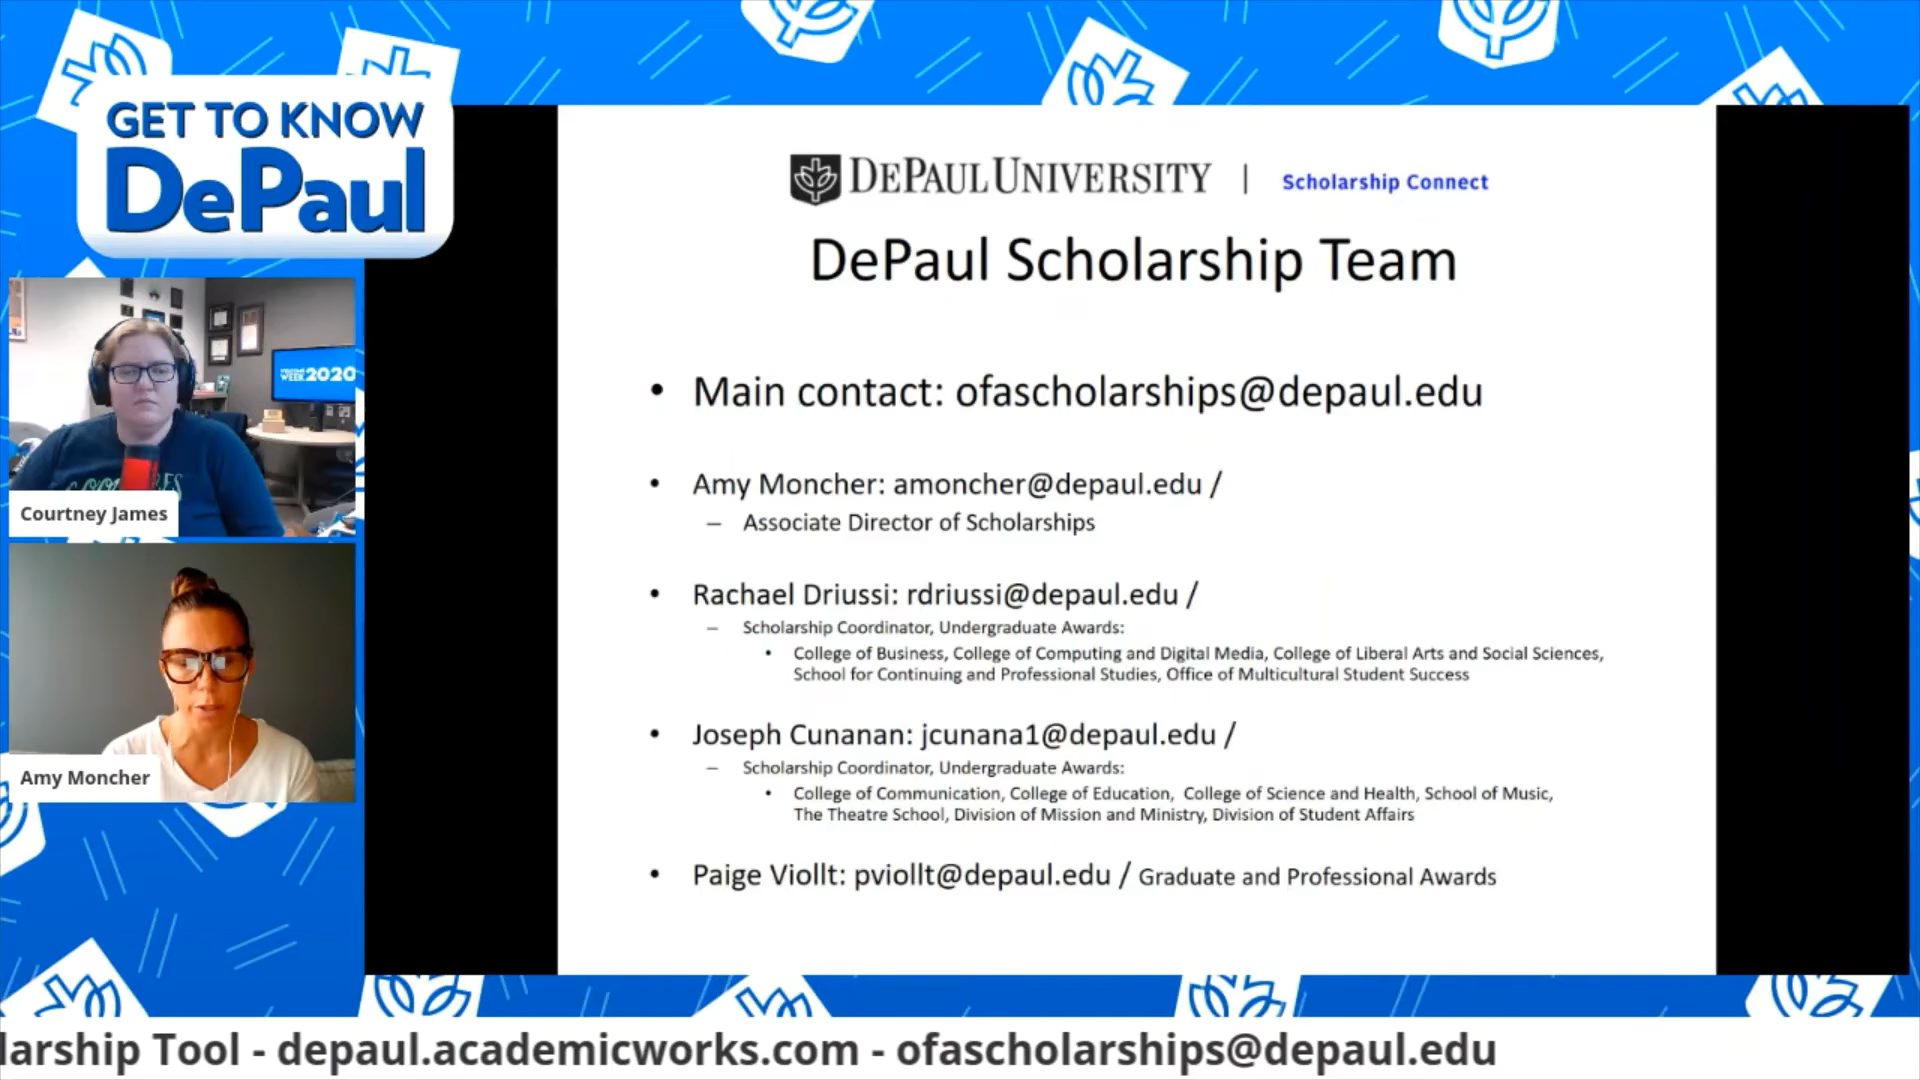 GET TO KNOW
DePaul
DEPAUL UNIVERSITY | Scholarship Connect
DePaul Scholarship Team
• Main contact: ofascholarships@depaul.edu
• Amy Moncher: amoncher@depaul.edu /
– Associate Director of Scholarships
• Rachael Driussi: rdriussi@depaul.edu /
– Scholarship Coordinator, Undergraduate Awards:
• College of Business, College of Computing and Digital Media, College of Liberal Arts and Social Sciences,
School for Continuing and Professional Studies, Office of Multicultural Student Success
• Joseph Cunanan: jcunana1@depaul.edu /
– Scholarship Coordinator, Undergraduate Awards:
• College of Communication, College of Education, College of Science and Health, School of Music,
The Theatre School, Division of Mission and Ministry, Division of Student Affairs
• Paige Viollt: pviollt@depaul.edu / Graduate and Professional Awards
WELCOME
WEEK2020
Courtney James
Amy Moncher
larship Tool - depaul.academicworks.com - ofascholarships@depaul.edu